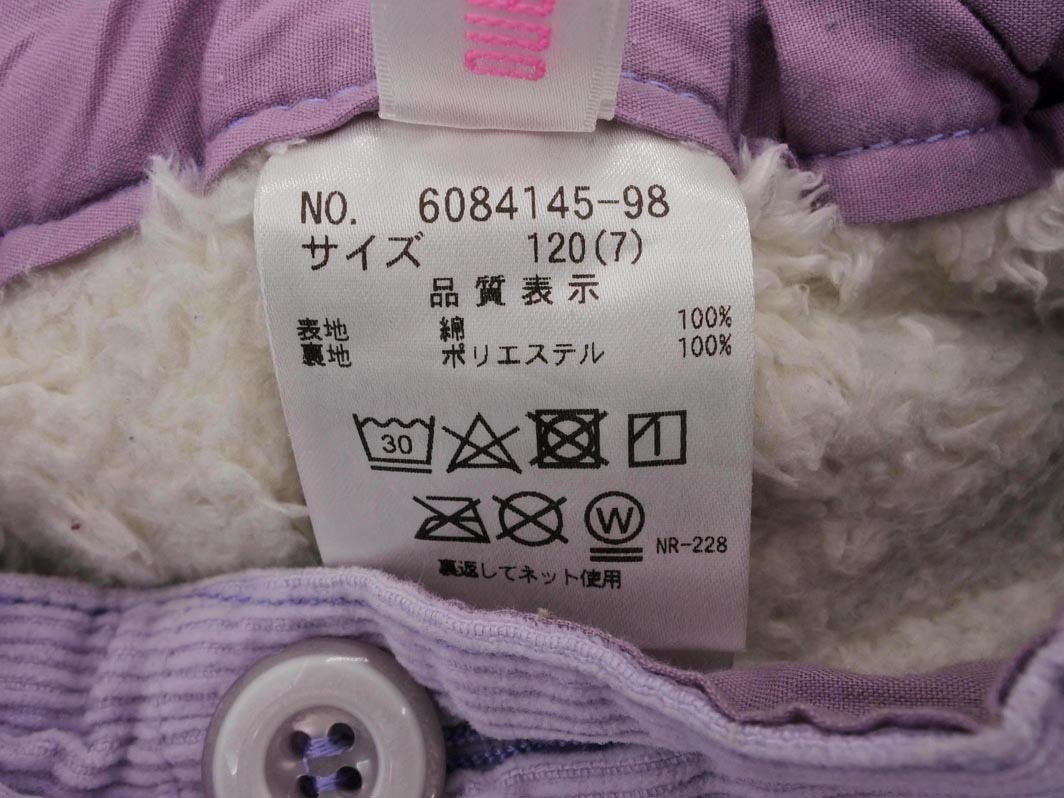 NO. 6084145-98
サイズ 120(7)
品質表示
表地 綿 100%
裏地 ポリエステル 100%
30
W
NR-228
裏返してネット使用